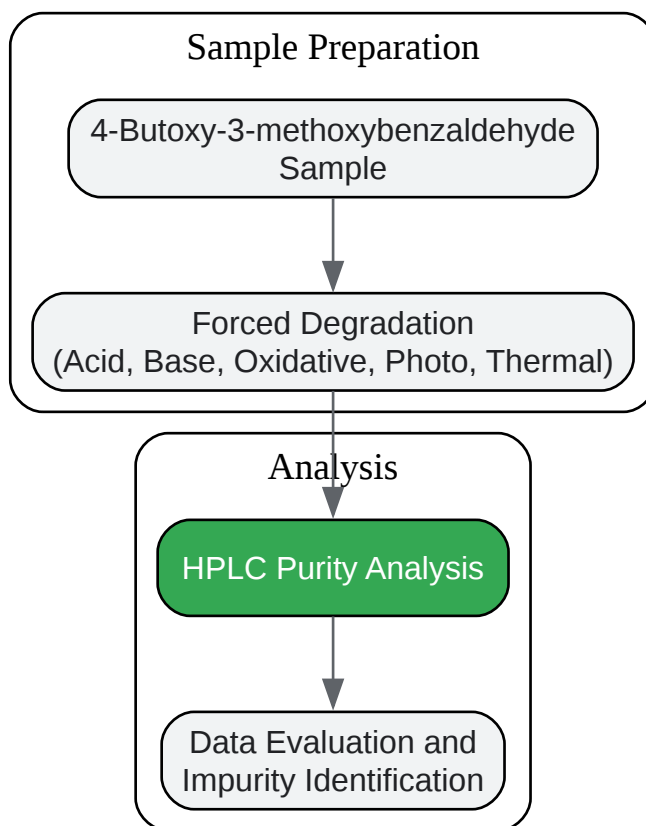 Sample Preparation
4-Butoxy-3-methoxybenzaldehyde
Sample
Forced Degradation
(Acid, Base, Oxidative, Photo, Thermal)
Analysis
HPLC Purity Analysis
Data Evaluation and
Impurity Identification